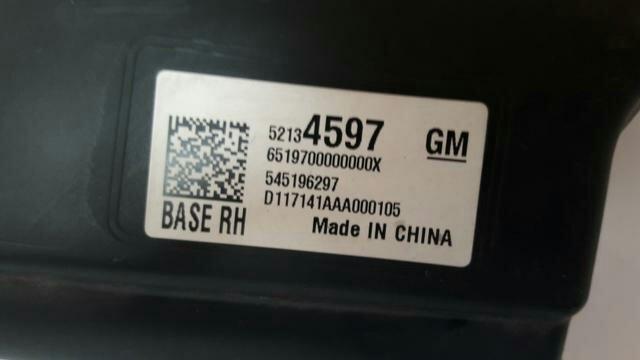 52134597 GM
6519700000000X
545196297
D117141AAA000105
BASE RH
Made IN CHINA